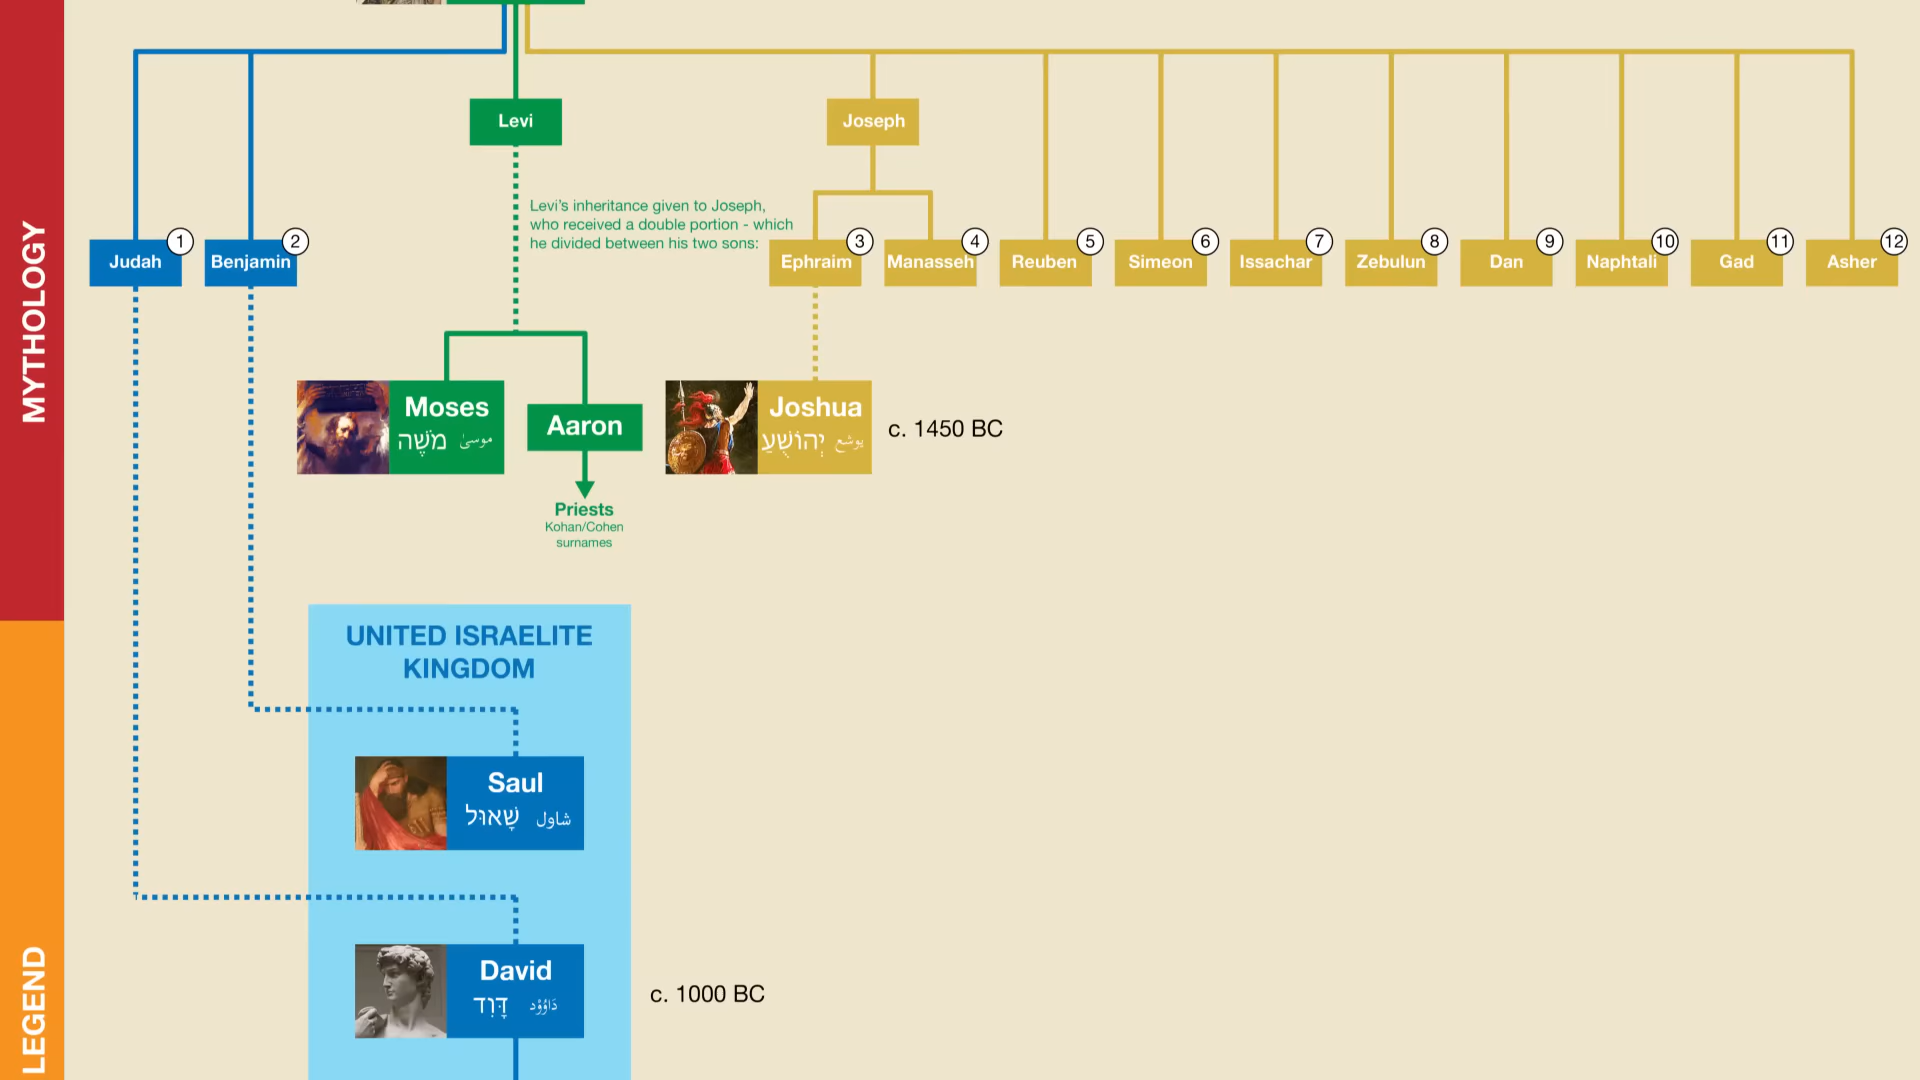 MYTHOLOGY
LEGEND
Levi
Joseph
Levi's inheritance given to Joseph,
who received a double portion - which
he divided between his two sons:
Judah 1
Benjamin 2
Ephraim 3
Manasseh 4
Reuben 5
Simeon 6
Issachar 7
Zebulun 8
Dan 9
Naphtali 10
Gad 11
Asher 12
Moses
מֹשֶׁה موسىٰ
Aaron
Priests
Kohan/Cohen
surnames
Joshua
יְהוֹשֻׁעַ يوشع
c. 1450 BC
UNITED ISRAELITE
KINGDOM
Saul
שָׁאוּל شاول
David
דָּוִד دَاوُۥد
c. 1000 BC